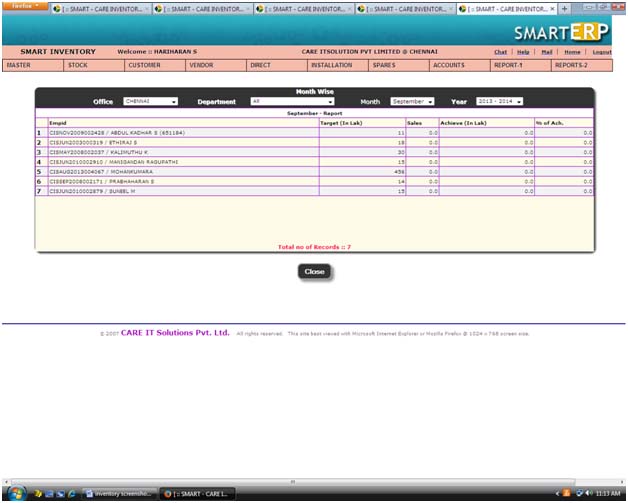 Firefox
[ :: SMART - CARE INVENTOR... × [ :: SMART - CARE INVENTOR... × [ :: SMART - CARE INVENTOR... × [ :: SMART - CARE INVENTOR... × [ :: SMART - CARE INVENTOR... × +
SMARTERP
SMART INVENTORY Welcome :: HARIHARAN S CARE ITSOLUTION PVT LIMITED @ CHENNAI Chat | Help | Mail | Home | Logout
MASTER STOCK CUSTOMER VENDOR DIRECT INSTALLATION SPARES ACCOUNTS REPORT-1 REPORTS-2
Month Wise
Office CHENNAI Department All Month September Year 2013 - 2014
September - Report
Empid Target (In Lak) Sales Achieve (In Lak) % of Ach.
1 CISNOV2009002428 / ABDUL KADHAR S (651184) 11 0.0 0.0 0.0
2 CISJUN2003000319 / ETHIRAJ S 18 0.0 0.0 0.0
3 CISMAY2008002037 / KALIMUTHU K 30 0.0 0.0 0.0
4 CISJUN2010002910 / MANIGANDAN RAGUPATHI 15 0.0 0.0 0.0
5 CISAUG2013004067 / MOHANKUMARA 456 0.0 0.0 0.0
6 CISSEP2008002171 / PRABHAHARAN S 14 0.0 0.0 0.0
7 CISJUN2010002879 / SUNEEL M 15 0.0 0.0 0.0
Total no of Records :: 7
Close
© 2007 CARE IT Solutions Pvt. Ltd. All rights reserved. This site best viewed with Microsoft Internet Explorer or Mozilla Firefox @ 1024 x 768 screen size.
inventory screensho... [ :: SMART - CARE I... 11:13 AM